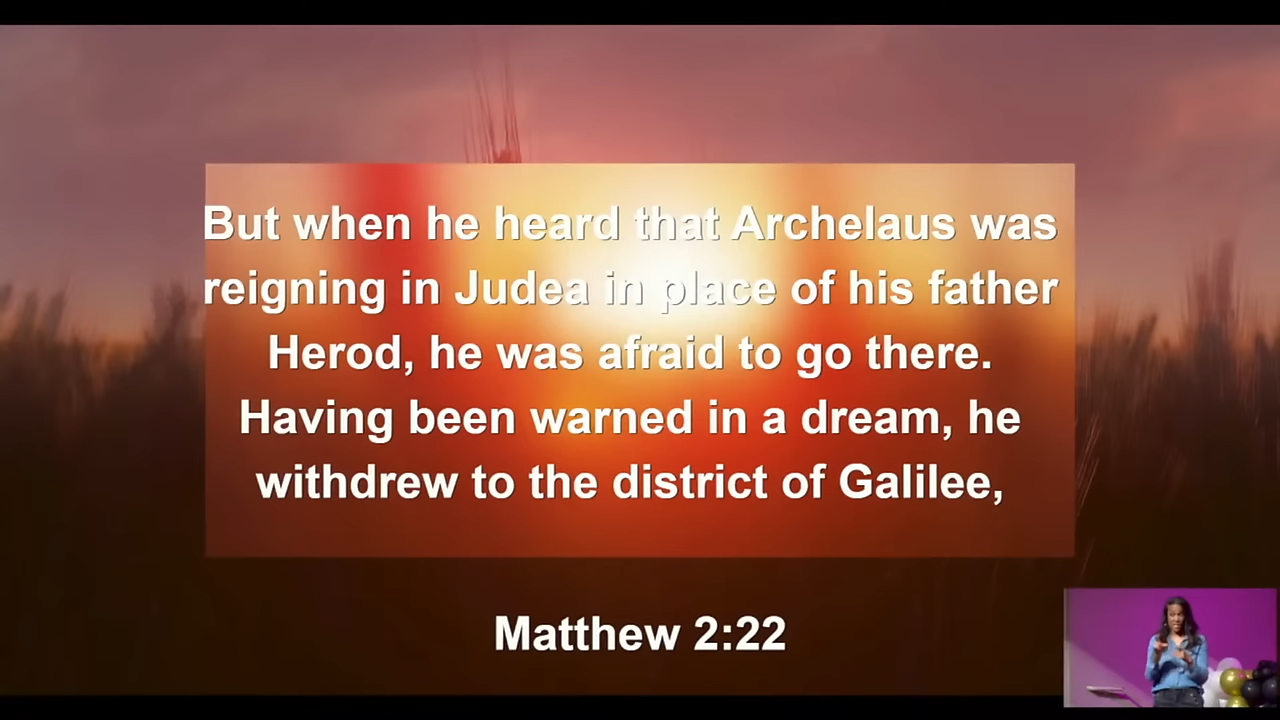 But when he heard that Archelaus was
reigning in Judea in place of his father
Herod, he was afraid to go there.
Having been warned in a dream, he
withdrew to the district of Galilee,
Matthew 2:22